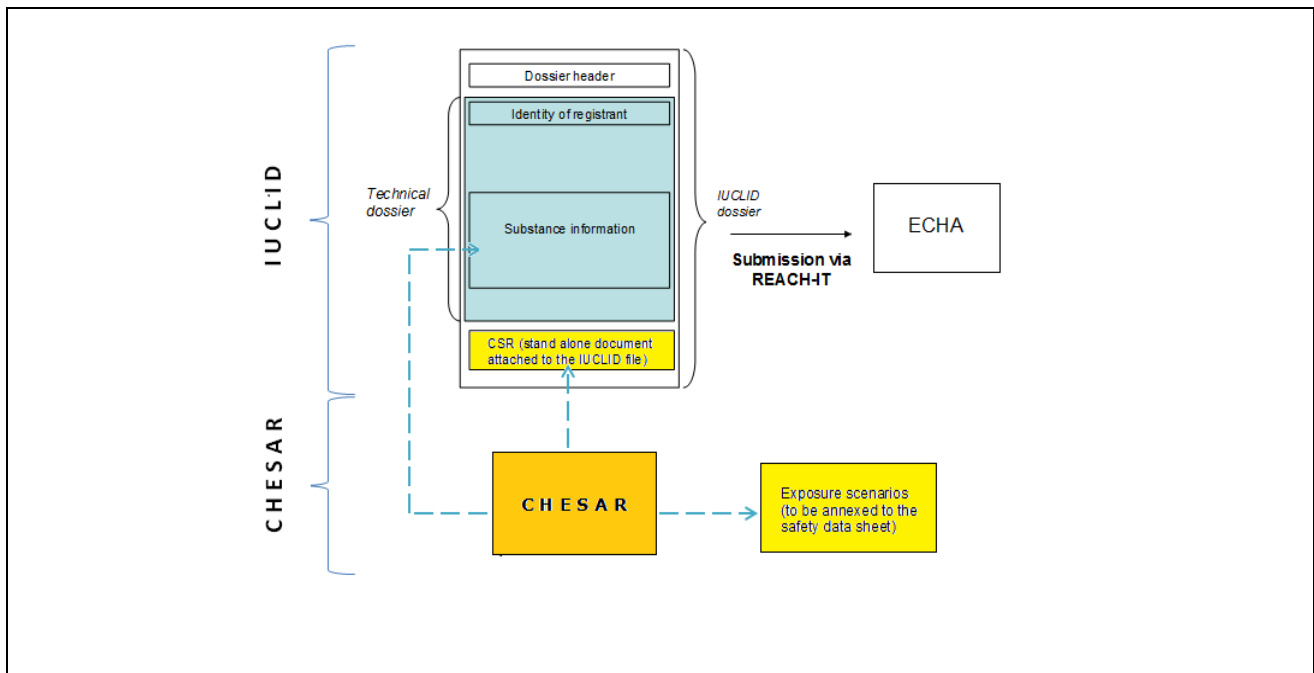 Dossier header
Identity of registrant
IUCLID
Technical
dossier
Substance information
IUCLID
dossier
ECHA
Submission via
REACH-IT
CSR (stand alone document
attached to the IUCLID file)
CHESAR
CHESAR
Exposure scenarios
(to be annexed to the
safety data sheet)